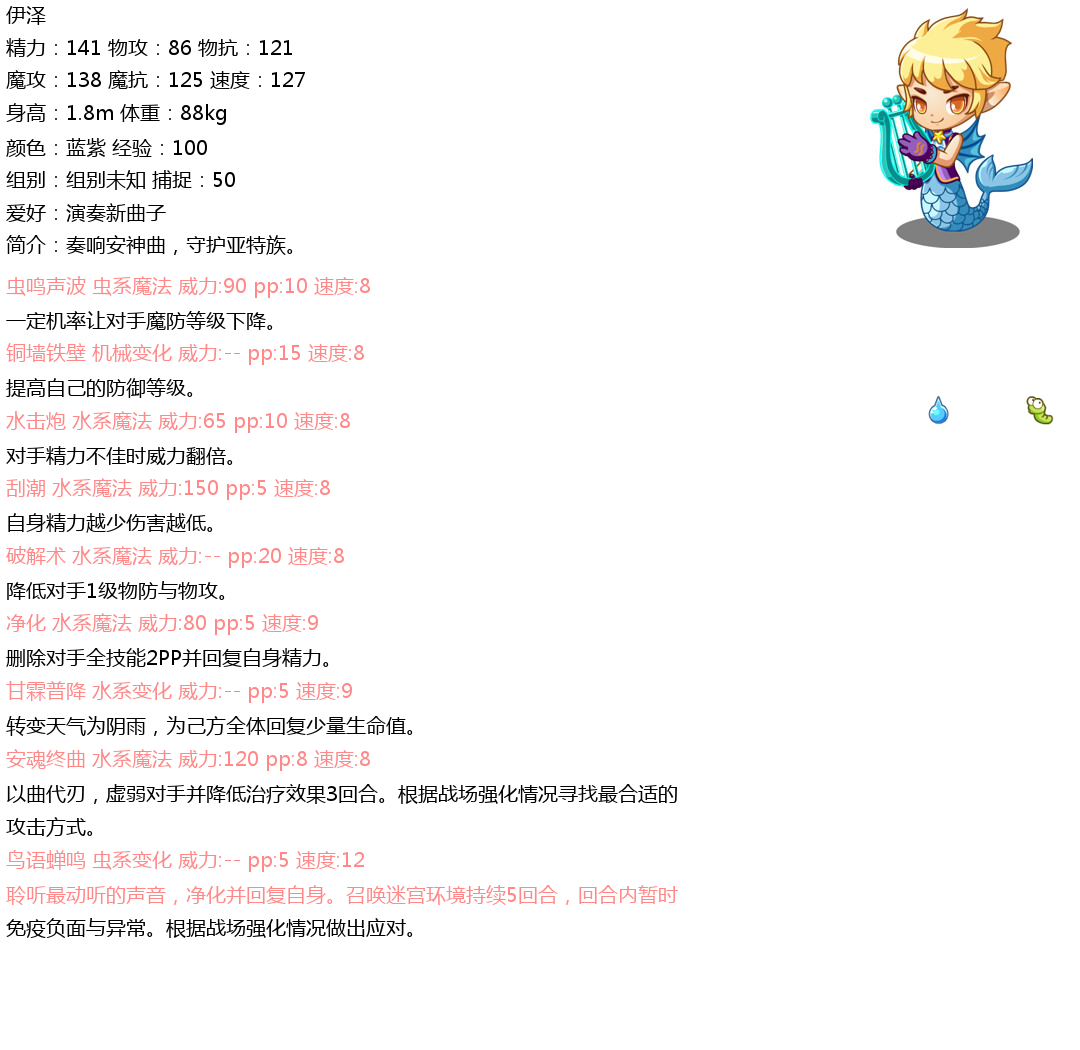 伊泽
精力：141 物攻：86 物抗：121
魔攻：138 魔抗：125 速度：127
身高：1.8m 体重：88kg
颜色：蓝紫 经验：100
组别：组别未知 捕捉：50
爱好：演奏新曲子
简介：奏响安神曲，守护亚特族。
虫鸣声波 虫系魔法 威力:90 pp:10 速度:8
一定机率让对手魔防等级下降。
铜墙铁壁 机械变化 威力:-- pp:15 速度:8
提高自己的防御等级。
水击炮 水系魔法 威力:65 pp:10 速度:8
对手精力不佳时威力翻倍。
刮潮 水系魔法 威力:150 pp:5 速度:8
自身精力越少伤害越低。
破解术 水系魔法 威力:-- pp:20 速度:8
降低对手1级物防与物攻。
净化 水系魔法 威力:80 pp:5 速度:9
删除对手全技能2PP并回复自身精力。
甘霖普降 水系变化 威力:-- pp:5 速度:9
转变天气为阴雨，为己方全体回复少量生命值。
安魂终曲 水系魔法 威力:120 pp:8 速度:8
以曲代刃，虚弱对手并降低治疗效果3回合。根据战场强化情况寻找最合适的
攻击方式。
鸟语蝉鸣 虫系变化 威力:-- pp:5 速度:12
聆听最动听的声音，净化并回复自身。召唤迷宫环境持续5回合，回合内暂时
免疫负面与异常。根据战场强化情况做出应对。